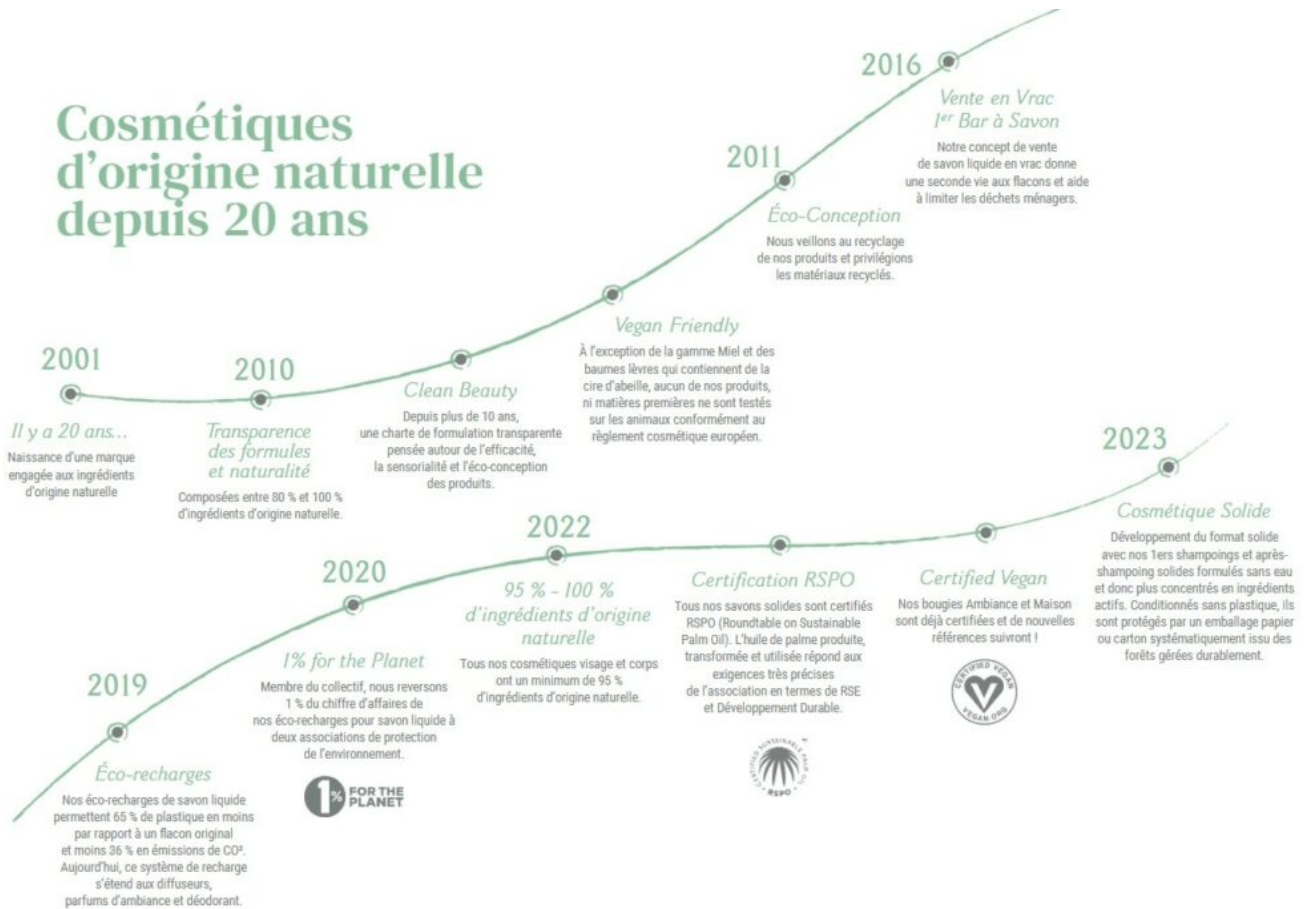 Cosmétiques
d'origine naturelle
depuis 20 ans
2001
Il y a 20 ans...
Naissance d'une marque
engagée aux ingrédients
d'origine naturelle
2010
Transparence
des formules
et naturalité
Composées entre 80 % et 100 %
d'ingrédients d'origine naturelle.
Clean Beauty
Depuis plus de 10 ans,
une charte de formulation transparente
pensée autour de l'efficacité,
la sensorialité et l'éco-conception
des produits.
Vegan Friendly
À l'exception de la gamme Miel et des
baumes lèvres qui contiennent de la
cire d'abeille, aucun de nos produits,
ni matières premières ne sont testés
sur les animaux conformément au
règlement cosmétique européen.
2011
Éco-Conception
Nous veillons au recyclage
de nos produits et privilégions
les matériaux recyclés.
2016
Vente en Vrac
1er Bar à Savon
Notre concept de vente
de savon liquide en vrac donne
une seconde vie aux flacons et aide
à limiter les déchets ménagers.
2019
Éco-recharges
Nos éco-recharges de savon liquide
permettent 65 % de plastique en moins
par rapport à un flacon original
et moins 36 % en émissions de CO².
Aujourd'hui, ce système de recharge
s'étend aux diffuseurs,
parfums d'ambiance et déodorant.
2020
1% for the Planet
Membre du collectif, nous reversons
1 % du chiffre d'affaires de
nos éco-recharges pour savon liquide à
deux associations de protection
de l'environnement.
1% FOR THE
PLANET
2022
95 % - 100 %
d'ingrédients d'origine
naturelle
Tous nos cosmétiques visage et corps
ont un minimum de 95 %
d'ingrédients d'origine naturelle.
Certification RSPO
Tous nos savons solides sont certifiés
RSPO (Roundtable on Sustainable
Palm Oil). L'huile de palme produite,
transformée et utilisée répond aux
exigences très précises
de l'association en termes de RSE
et Développement Durable.
CERTIFIED SUSTAINABLE PALM OIL
RSPO
Certified Vegan
Nos bougies Ambiance et Maison
sont déjà certifiées et de nouvelles
références suivront !
CERTIFIED VEGAN
VEGAN.ORG
2023
Cosmétique Solide
Développement du format solide
avec nos 1ers shampoings et après-
shampoing solides formulés sans eau
et donc plus concentrés en ingrédients
actifs. Conditionnés sans plastique, ils
sont protégés par un emballage papier
ou carton systématiquement issu des
forêts gérées durablement.